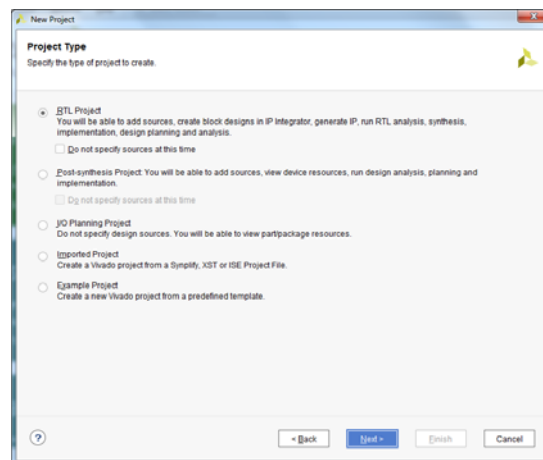 New Project
Project Type
Specify the type of project to create.
RTL Project
You will be able to add sources, create block designs in IP Integrator, generate IP, run RTL analysis, synthesis,
implementation, design planning and analysis.
Do not specify sources at this time
Post-synthesis Project: You will be able to add sources, view device resources, run design analysis, planning and
implementation.
Do not specify sources at this time
I/O Planning Project
Do not specify design sources. You will be able to view part/package resources.
Imported Project
Create a Vivado project from a Synplify, XST or ISE Project File.
Example Project
Create a new Vivado project from a predefined template.
? < Back Next > Finish Cancel